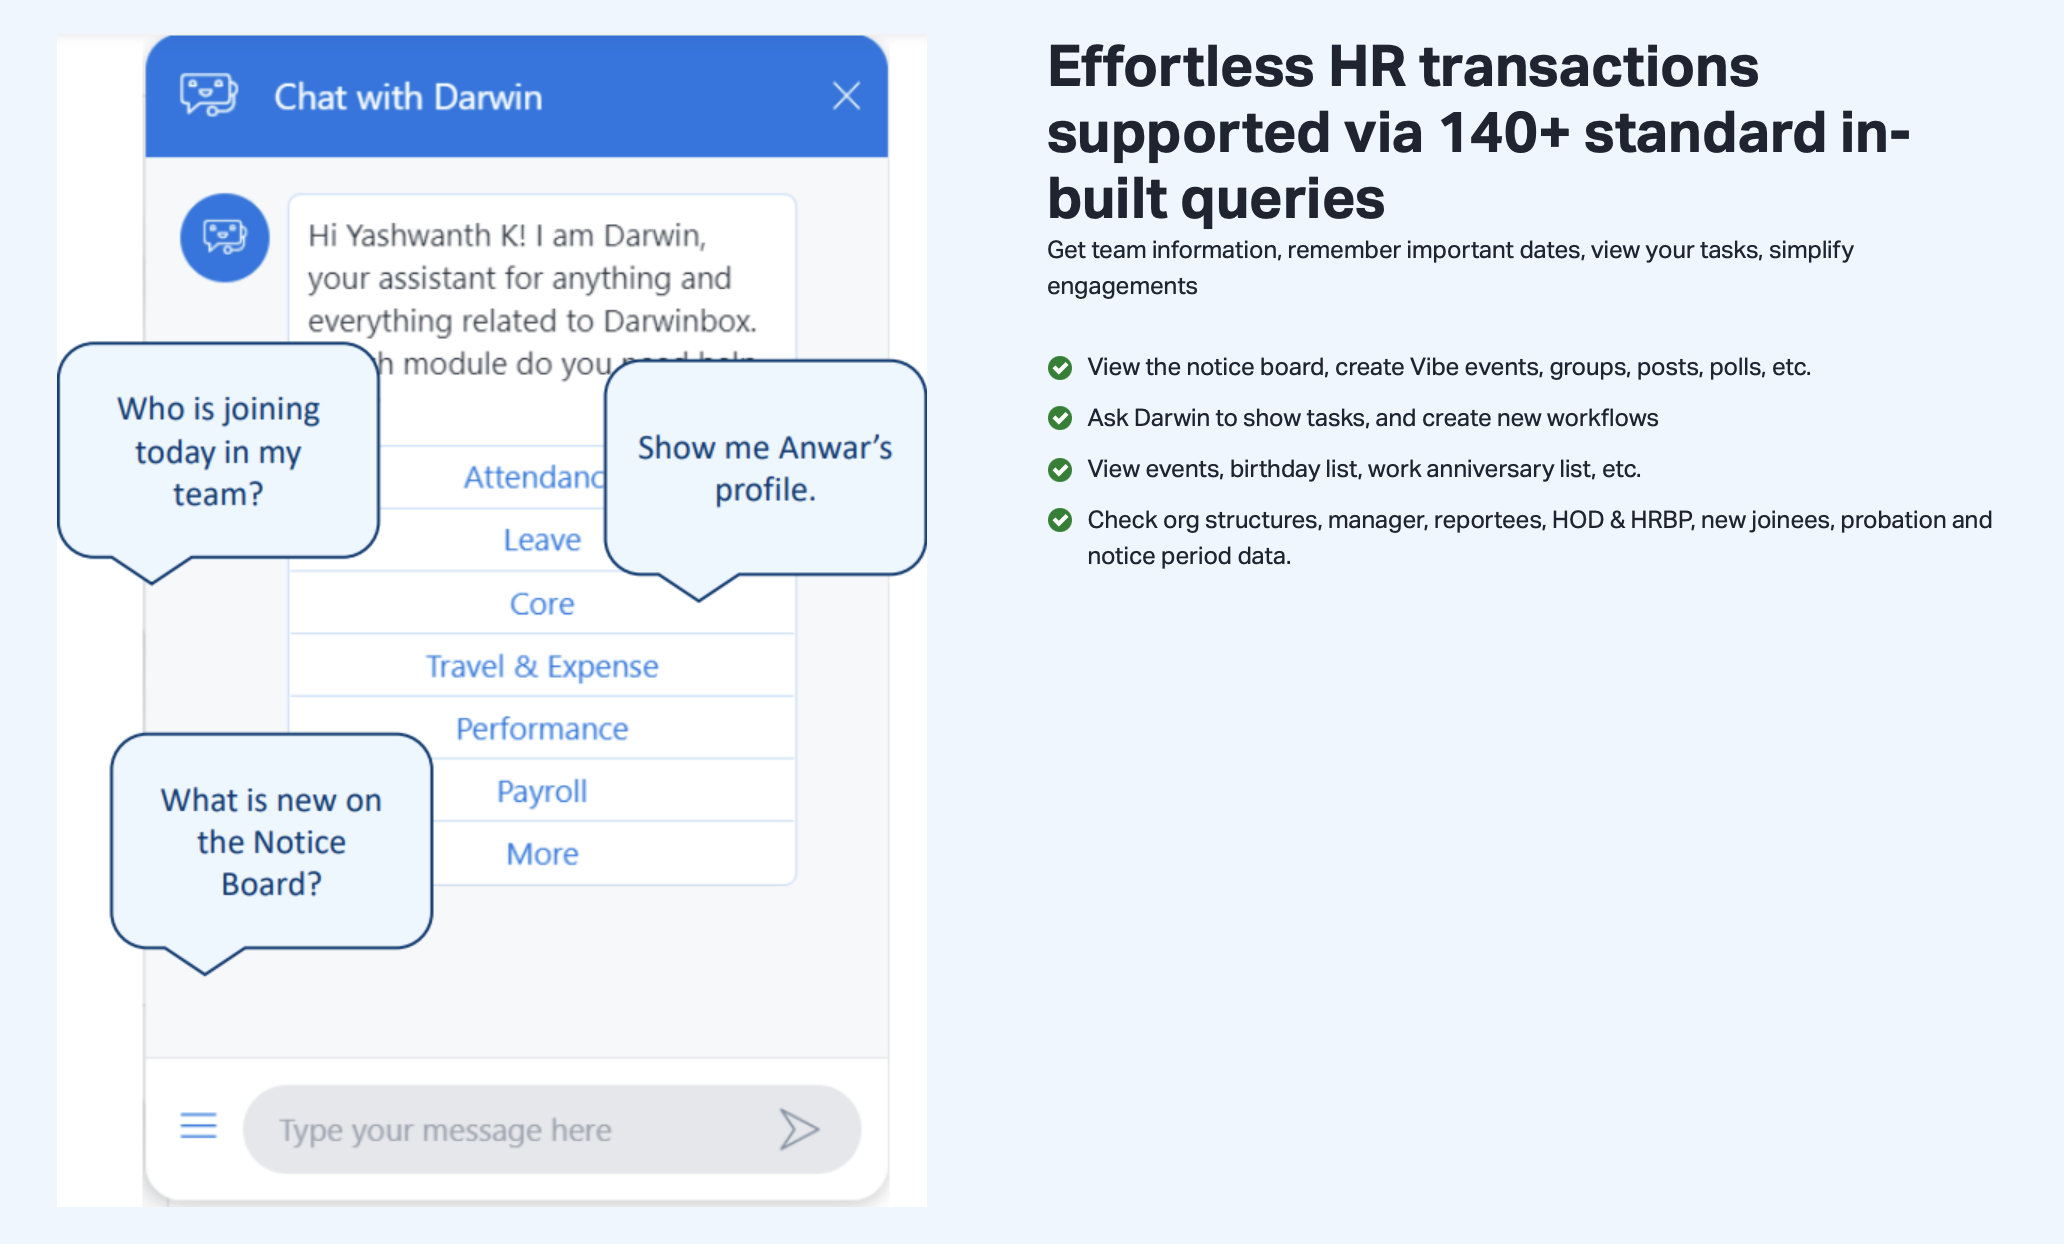 Chat with Darwin
Hi Yashwanth K! I am Darwin,
your assistant for anything and
everything related to Darwinbox.
module do you
Who is joining
today in my
team?
Show me Anwar’s
profile.
Leave
Core
Travel & Expense
Performance
Payroll
More
What is new on
the Notice
Board?
Type your message here
Effortless HR transactions
supported via 140+ standard in-
built queries
Get team information, remember important dates, view your tasks, simplify
engagements
View the notice board, create Vibe events, groups, posts, polls, etc.
Ask Darwin to show tasks, and create new workflows
View events, birthday list, work anniversary list, etc.
Check org structures, manager, reportees, HOD & HRBP, new joinees, probation and
notice period data.